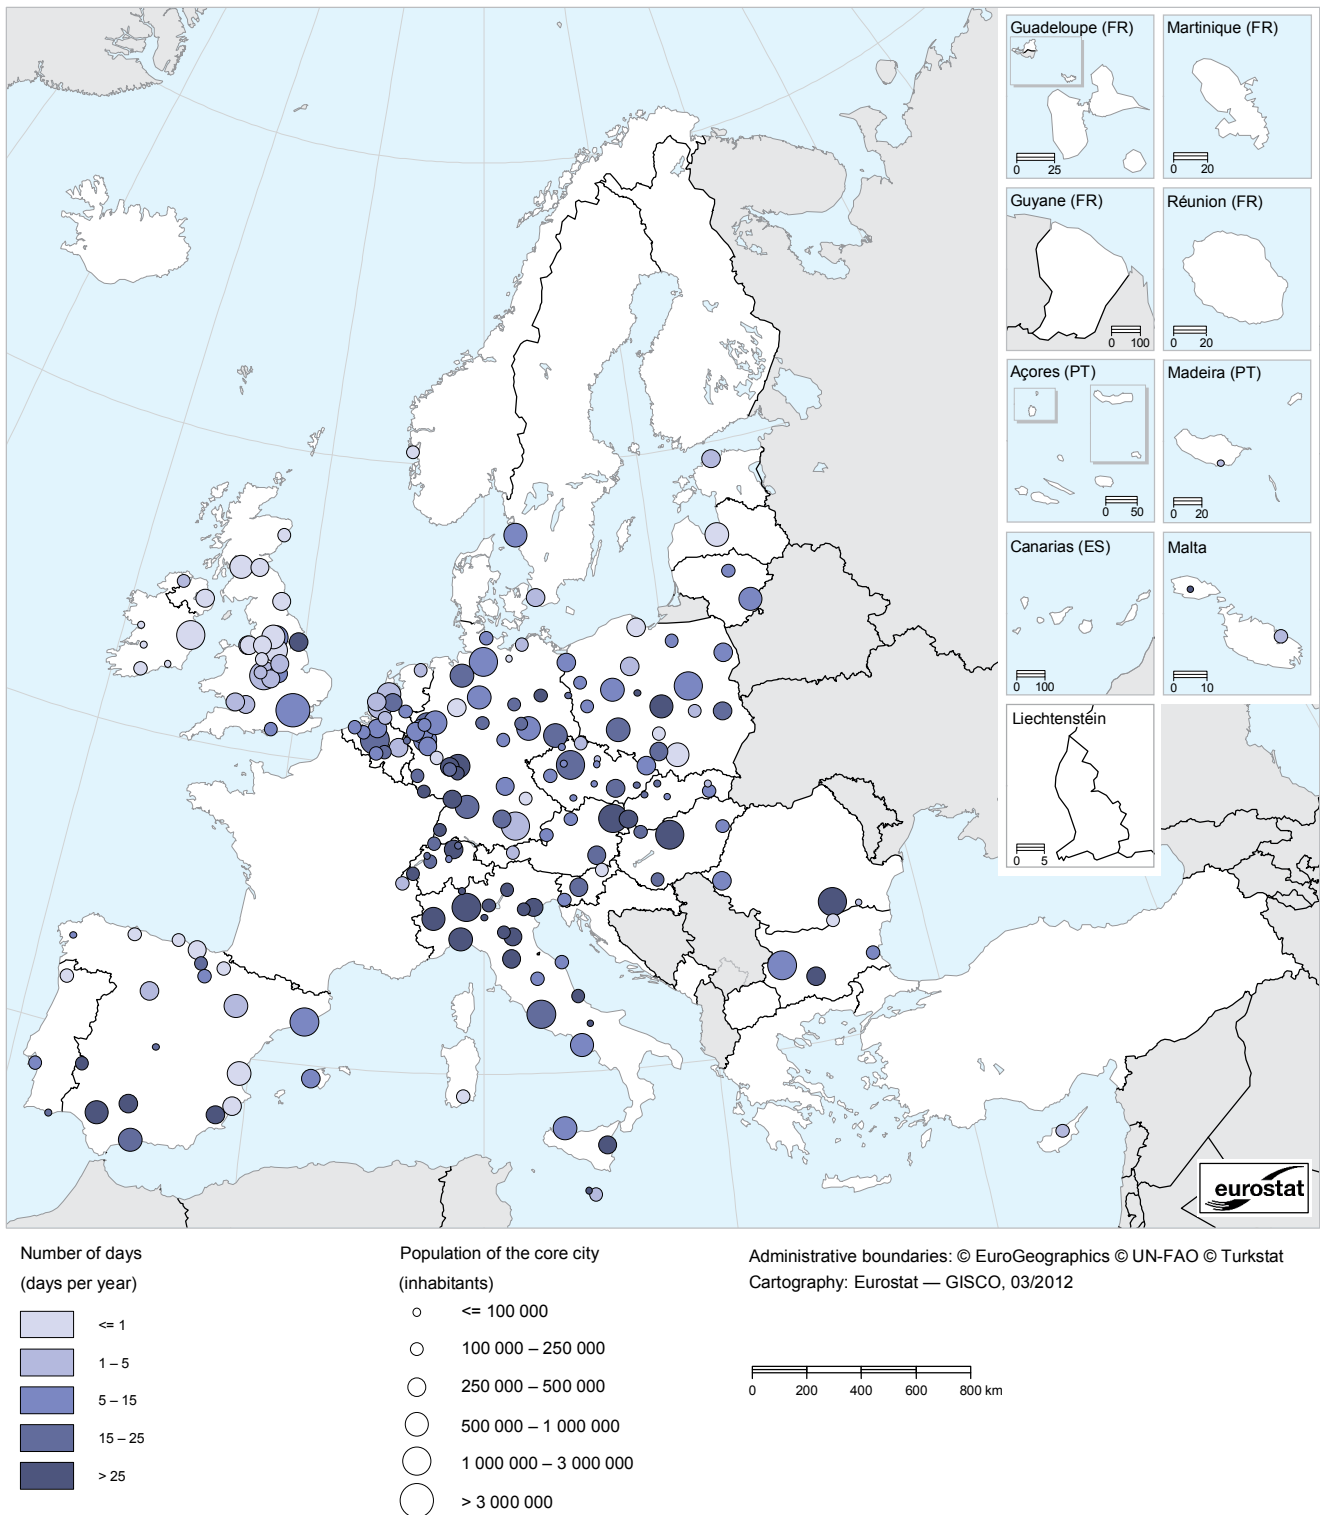 Guadeloupe (FR)
0 25
Martinique (FR)
0 20
Guyane (FR)
0 100
Réunion (FR)
0 20
Açores (PT)
0 50
Madeira (PT)
0 20
Canarias (ES)
0 100
Malta
0 10
Liechtenstein
0 5
eurostat
Number of days
(days per year)
<= 1
1 – 5
5 – 15
15 – 25
> 25
Population of the core city
(inhabitants)
<= 100 000
100 000 – 250 000
250 000 – 500 000
500 000 – 1 000 000
1 000 000 – 3 000 000
> 3 000 000
Administrative boundaries: © EuroGeographics © UN-FAO © Turkstat
Cartography: Eurostat — GISCO, 03/2012
0 200 400 600 800 km